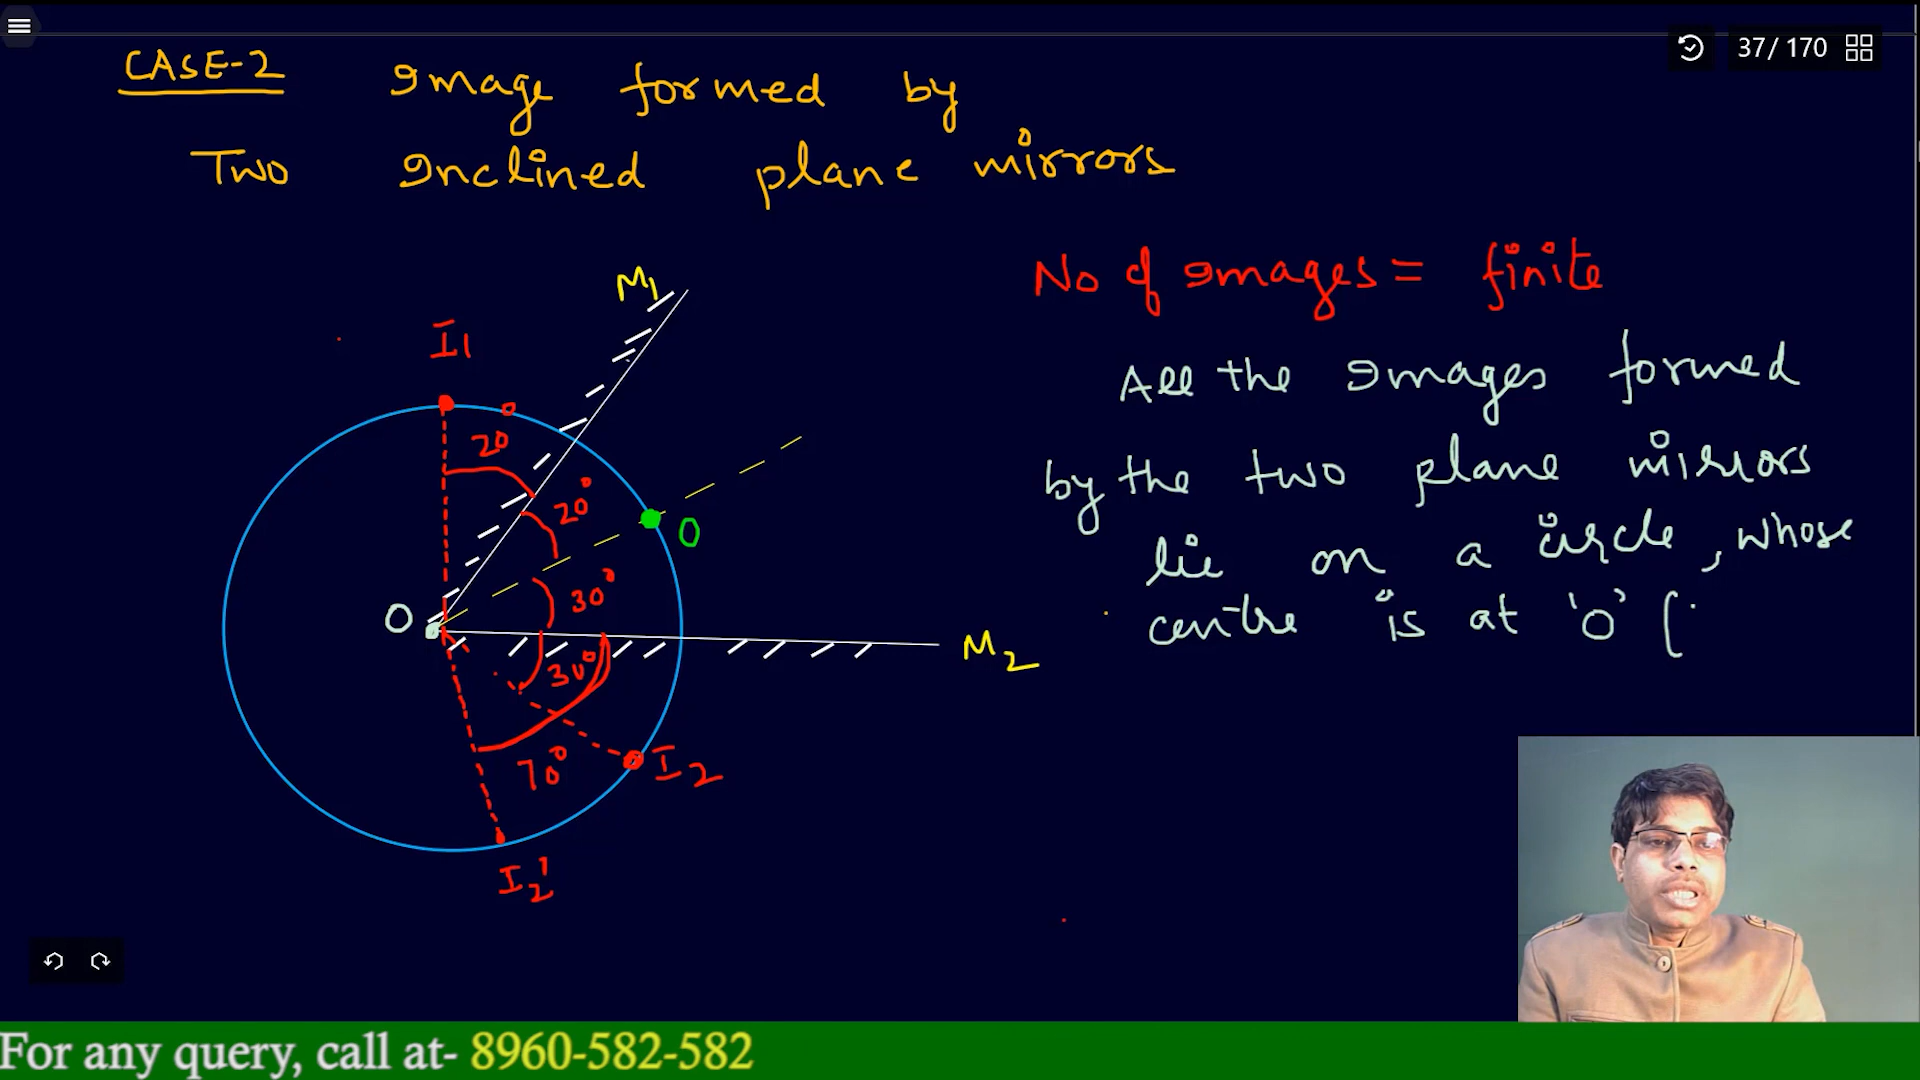 37/ 170
CASE-2 Image formed by
Two Inclined plane mirrors
No of Images = finite
All the Images formed
by the two plane mirrors
lie on a circle, whose
centre is at 'O' (
M1
I1
20°
20°
O
30°
O
M2
30°
70°
I2
I2'
For any query, call at- 8960-582-582